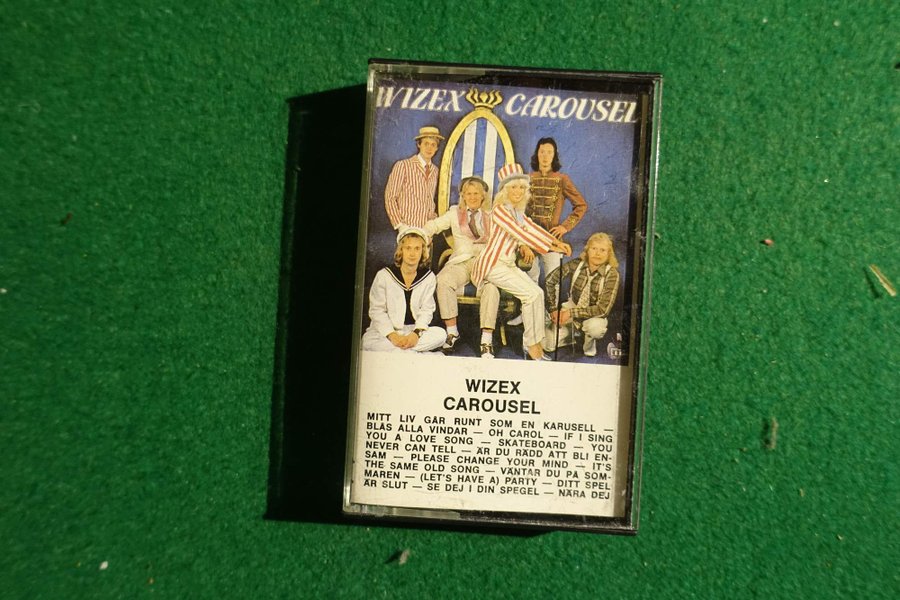 WIZEX CAROUSEL
WIZEX
CAROUSEL
MITT LIV GÅR RUNT SOM EN KARUSELL —
BLÅS ALLA VINDAR — OH CAROL — IF I SING
YOU A LOVE SONG — SKATEBOARD — YOU
NEVER CAN TELL — ÄR DU RÄDD ATT BLI EN-
SAM — PLEASE CHANGE YOUR MIND — IT'S
THE SAME OLD SONG — VÄNTAR DU PÅ SOM-
MAREN — (LET'S HAVE A) PARTY — DITT SPEL
ÄR SLUT — SE DEJ I DIN SPEGEL — NÄRA DEJ